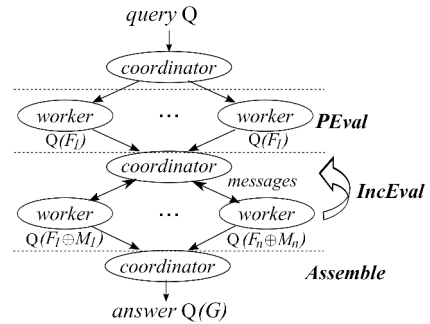 query Q
coordinator
worker ... worker
Q(F1) Q(F1) PEval
coordinator
messages
IncEval
worker ... worker
Q(F1⊕M1) Q(Fn⊕Mn)
coordinator
Assemble
answer Q(G)